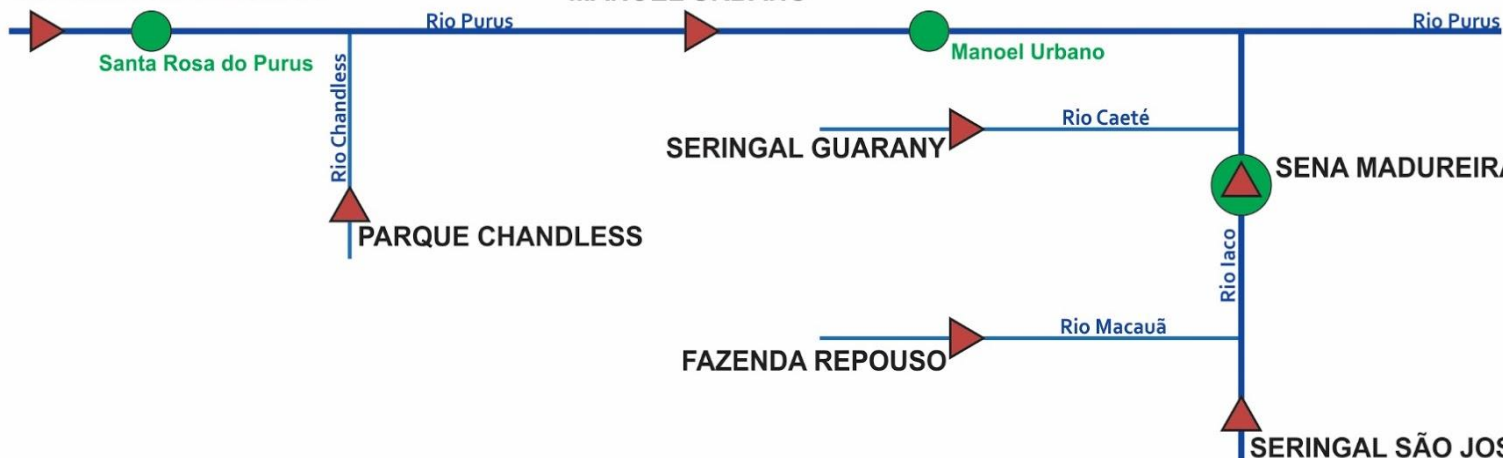 Rio Purus
Rio Purus
Santa Rosa do Purus
Manoel Urbano
Rio Chandless
Rio Caeté
SERINGAL GUARANY
SENA MADUREIRA
PARQUE CHANDLESS
Rio Iaco
Rio Macauã
FAZENDA REPOUSO
SERINGAL SÃO JOS